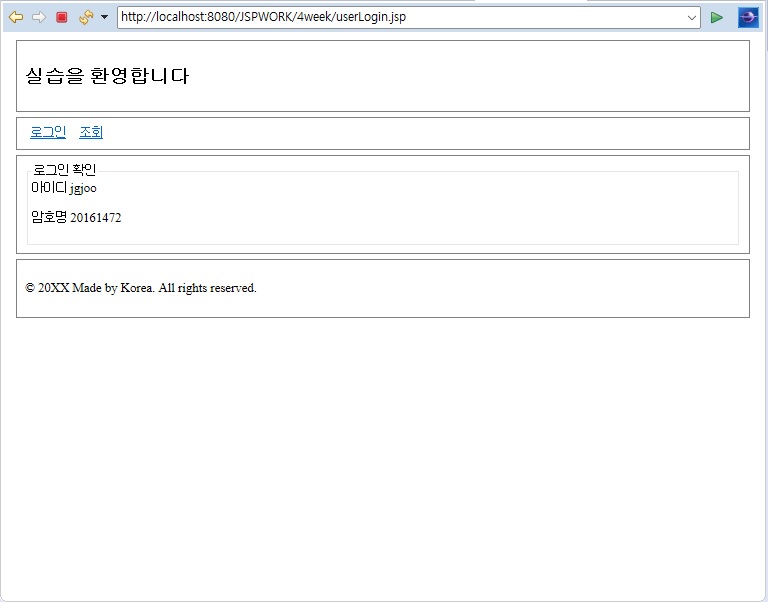 http://localhost:8080/JSPWORK/4week/userLogin.jsp
실습을 환영합니다
로그인 조회
로그인 확인
아이디 jgjoo
암호명 20161472
© 20XX Made by Korea. All rights reserved.